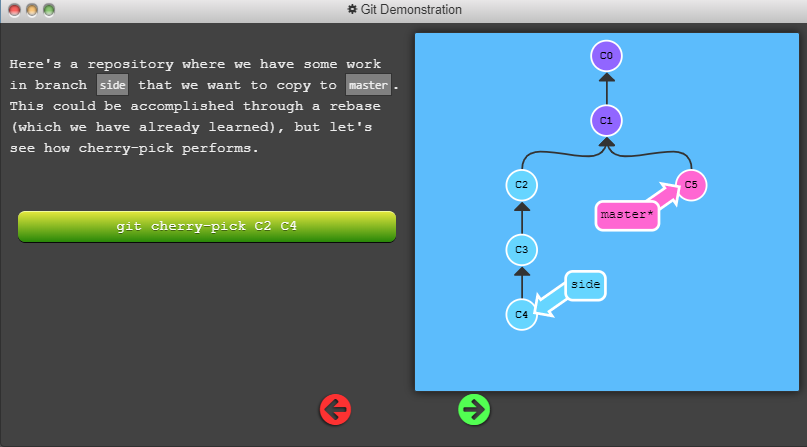 Git Demonstration
Here's a repository where we have some work
in branch side that we want to copy to master.
This could be accomplished through a rebase
(which we have already learned), but let's
see how cherry-pick performs.
git cherry-pick C2 C4
C0
C1
C2
C5
master*
C3
side
C4